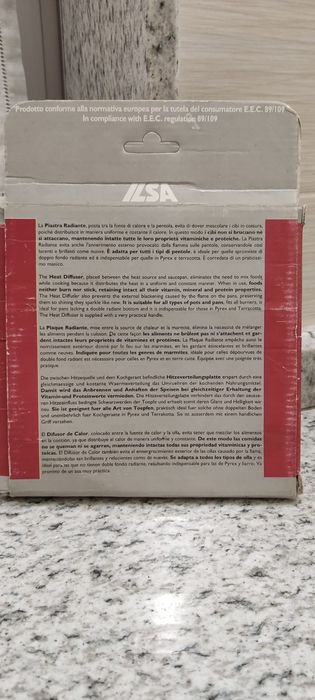 Prodotto conforme alla normativa europea per la tutela del consumatore E.E.C. 89/109
In compliance with E.E.C. regulation 89/109
ILSA
La Piastra Radiante, posta tra la fonte di calore e la pentola, evita di dover mescolare i cibi in cottura,
poiché distribuisce in maniera uniforme e costante il calore. In questo modo i cibi non si bruciano né
si attaccano, mantenendo intatte tutte le loro proprietà vitaminiche e proteiche. La Piastra
Radiante evita anche l'annerimento esterno provocato dalla fiamma sulle pentole, conservandole così
lucenti e brillanti come nuove. È adatta per tutti i tipi di pentole, è ideale per quelle sprovviste di
doppio fondo radiante ed è indispensabile per quelle in Pyrex e terracotta. È corredata di un praticissimo
manico.
The Heat Diffuser, placed between the heat source and saucepan, eliminates the need to mix foods
while cooking because it distributes the heat in a uniform and constant manner. When in use, foods
neither burn nor stick, retaining intact all their vitamin, mineral and protein properties.
The Heat Diffuser also prevents the external blackening caused by the flame on the pans, preserving
them so shining they sparkle like new. It is suitable for all types of pots and pans, fits all burners, is
ideal for pans lacking a double radiant bottom and it is indispensable for those in Pyrex and Terracotta.
The Heat Diffuser is supplied with a very practical handle.
La Plaque Radiante, mise entre la source de chaleur et la marmite, élimine la nécessité de mélanger
les aliments pendant la cuisson. De cette façon les aliments ne brûlent pas ni s'attachent et gardent
intactes leurs propriétés de vitamines et protéines. La Plaque Radiante empêche aussi le
noircissement extérieur donné par le feu sur les marmites, en les gardant étincelantes et brillantes
comme neuves. Indiquée pour toutes les genres de marmites, idéale pour celles dépourvues de
double fond radiant est nécessaire pour celles en Pyrex et en terre cuite. Équipée avec une poignée très
pratique.
Das zwischen Hitzequelle und dem Kochgerät befindliche Hitzeverteilungsplatte erspart durch eine
gleichmaessige und konstante Waermeverteilung das Umruehren der kochenden Nahrungsmittel.
Damit wird das Anbrennen und Anhaften der Speisen bei gleichzeitiger Erhaltung der
Vitamin-und Proteinwerte vermieden. Die Hitzeverteilungsplatte verhindert das durch den
von Hitzeeinfluss bedingte Schwarzwerden der Toepfe und erhaelt somit deren Glanz und Helligkeit wie
neu. Sie ist geeignet fuer alle Art von Toepfen, praktisch ideal fuer solche ohne doppelten Boden
und unentbehrlich fuer Kochgeraete in Pyrex und Terrakotta. Sie ist ausserdem mit einem handlichen
Griff versehen.
El Difusor de Calor, colocado entre la fuente de calor y la olla, evita tener que mezclar los alimentos
en la cocción, ya que distribuye el calor de manera uniforme y constante. De este modo las comidas
no se queman ni se agarren, manteniendo intactas todas sus propiedad vitamínicas y proteicas.
El Difusor de Calor también evita el ennegrecimiento exterior de las ollas causado por la llama,
manteniéndolas tan brillantes y relucientes como de nuevo. Se adapta a todos los tipos de olla y es
ideal para las que no tienen doble fondo radiante, resultando indispensable para las de Pyrex y barro. Va
provisto de un asa muy práctica.